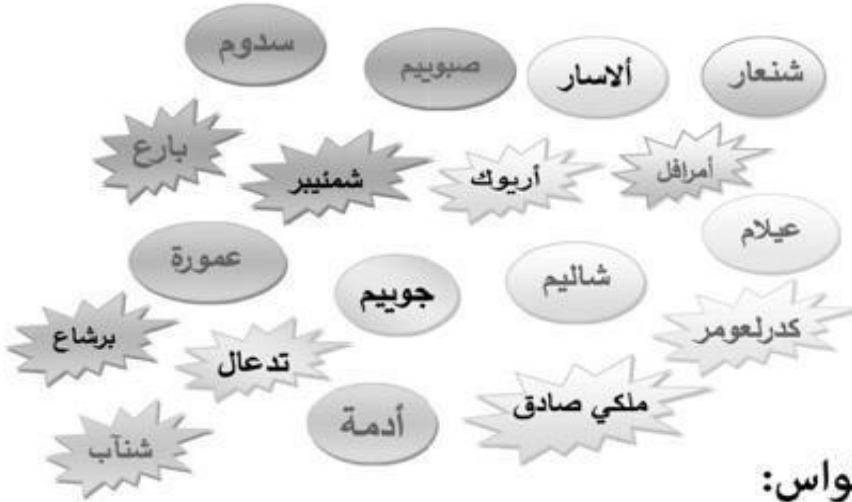 سدوم
صبوييم
ألاسار
شنعار
بارع
شمئيبر
أريوك
أمرافل
عمورة
جوييم
شاليم
عيلام
برشاع
تدعال
ملكي صادق
كدرلعومر
شنآب
أدمة
واس: